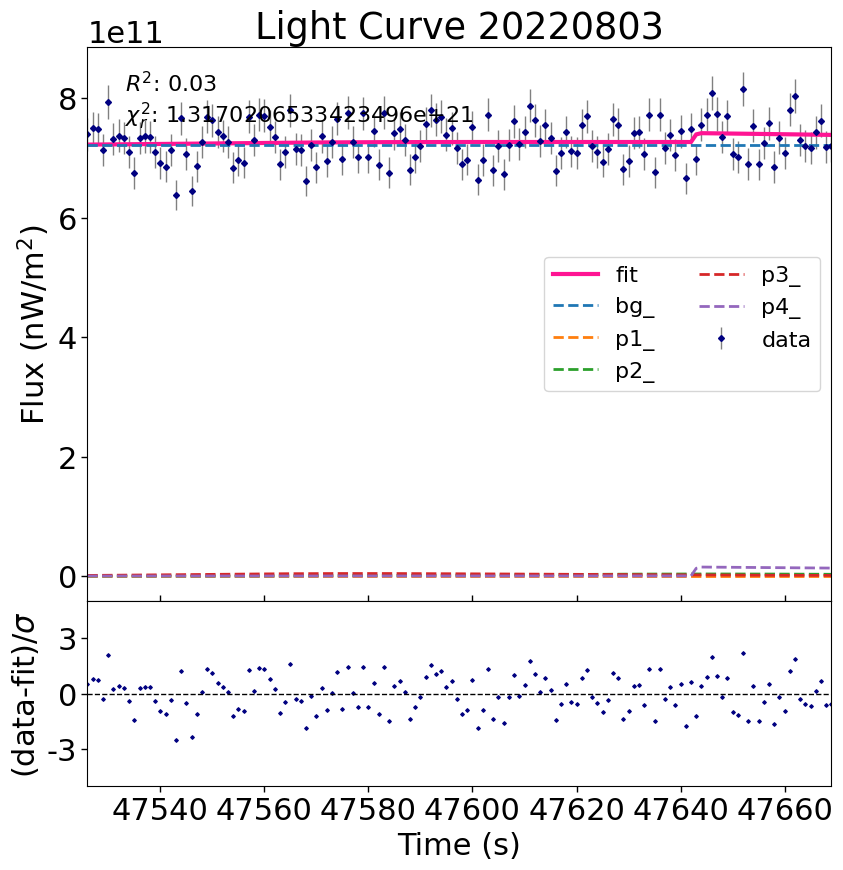 Light Curve 20220803
1e11
R²: 0.03
χ²ᵣ: 1.3170206533423496e+21
8
6
4
2
0
Flux (nW/m²)
fit
bg_
p1_
p2_
p3_
p4_
data
3
0
-3
(data-fit)/σ
47540 47560 47580 47600 47620 47640 47660
Time (s)